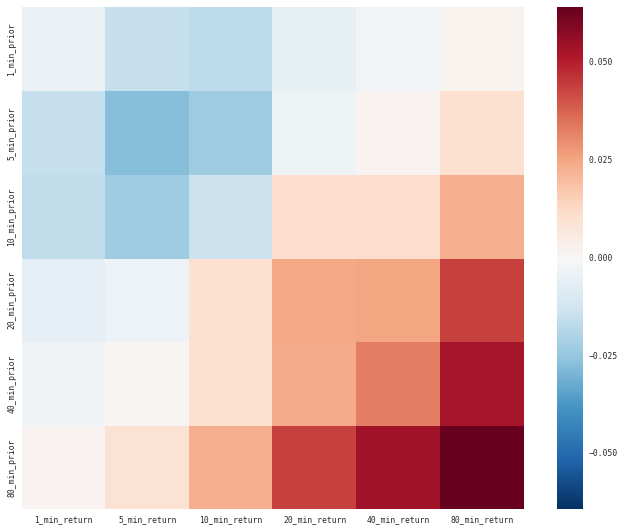 1_min_prior
5_min_prior
10_min_prior
20_min_prior
40_min_prior
80_min_prior
1_min_return
5_min_return
10_min_return
20_min_return
40_min_return
80_min_return
0.050
0.025
0.000
−0.025
−0.050